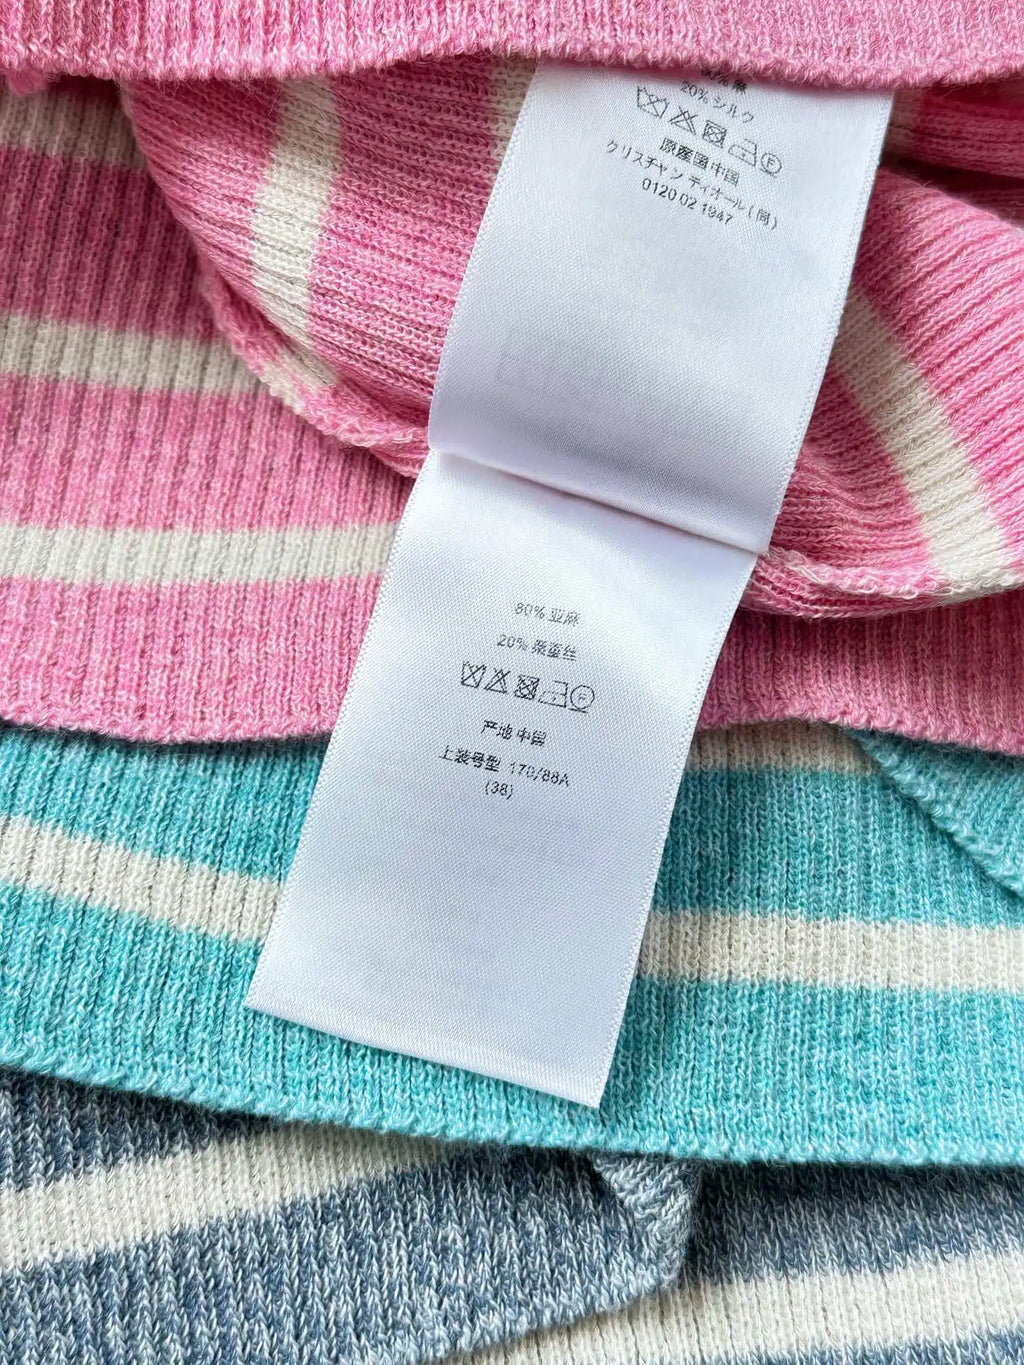 20% シルク
原産国 中国
クリスチャン ディオール ( 同 )
0120 02 1947
80% 亚麻
20% 桑蚕丝
F
产地 中国
上装号型 170/88A
(38)